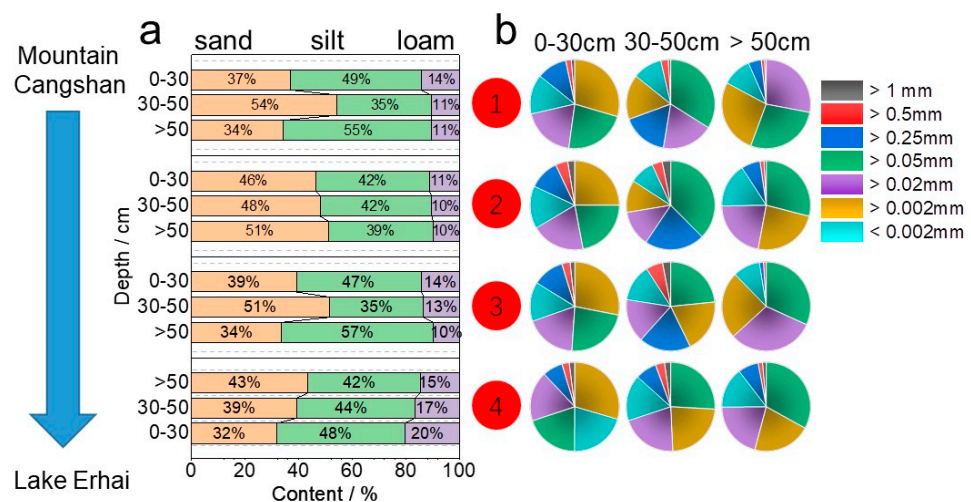 a
b
sand silt loam
0-30cm 30-50cm > 50cm
Mountain
Cangshan
Lake Erhai
Depth / cm
0-30 37% 49% 14%
30-50 54% 35% 11%
>50 34% 55% 11%
0-30 46% 42% 11%
30-50 48% 42% 10%
>50 51% 39% 10%
0-30 39% 47% 14%
30-50 51% 35% 13%
>50 34% 57% 10%
>50 43% 42% 15%
30-50 39% 44% 17%
0-30 32% 48% 20%
0 20 40 60 80 100
Content / %
1
2
3
4
> 1 mm
> 0.5mm
> 0.25mm
> 0.05mm
> 0.02mm
> 0.002mm
< 0.002mm